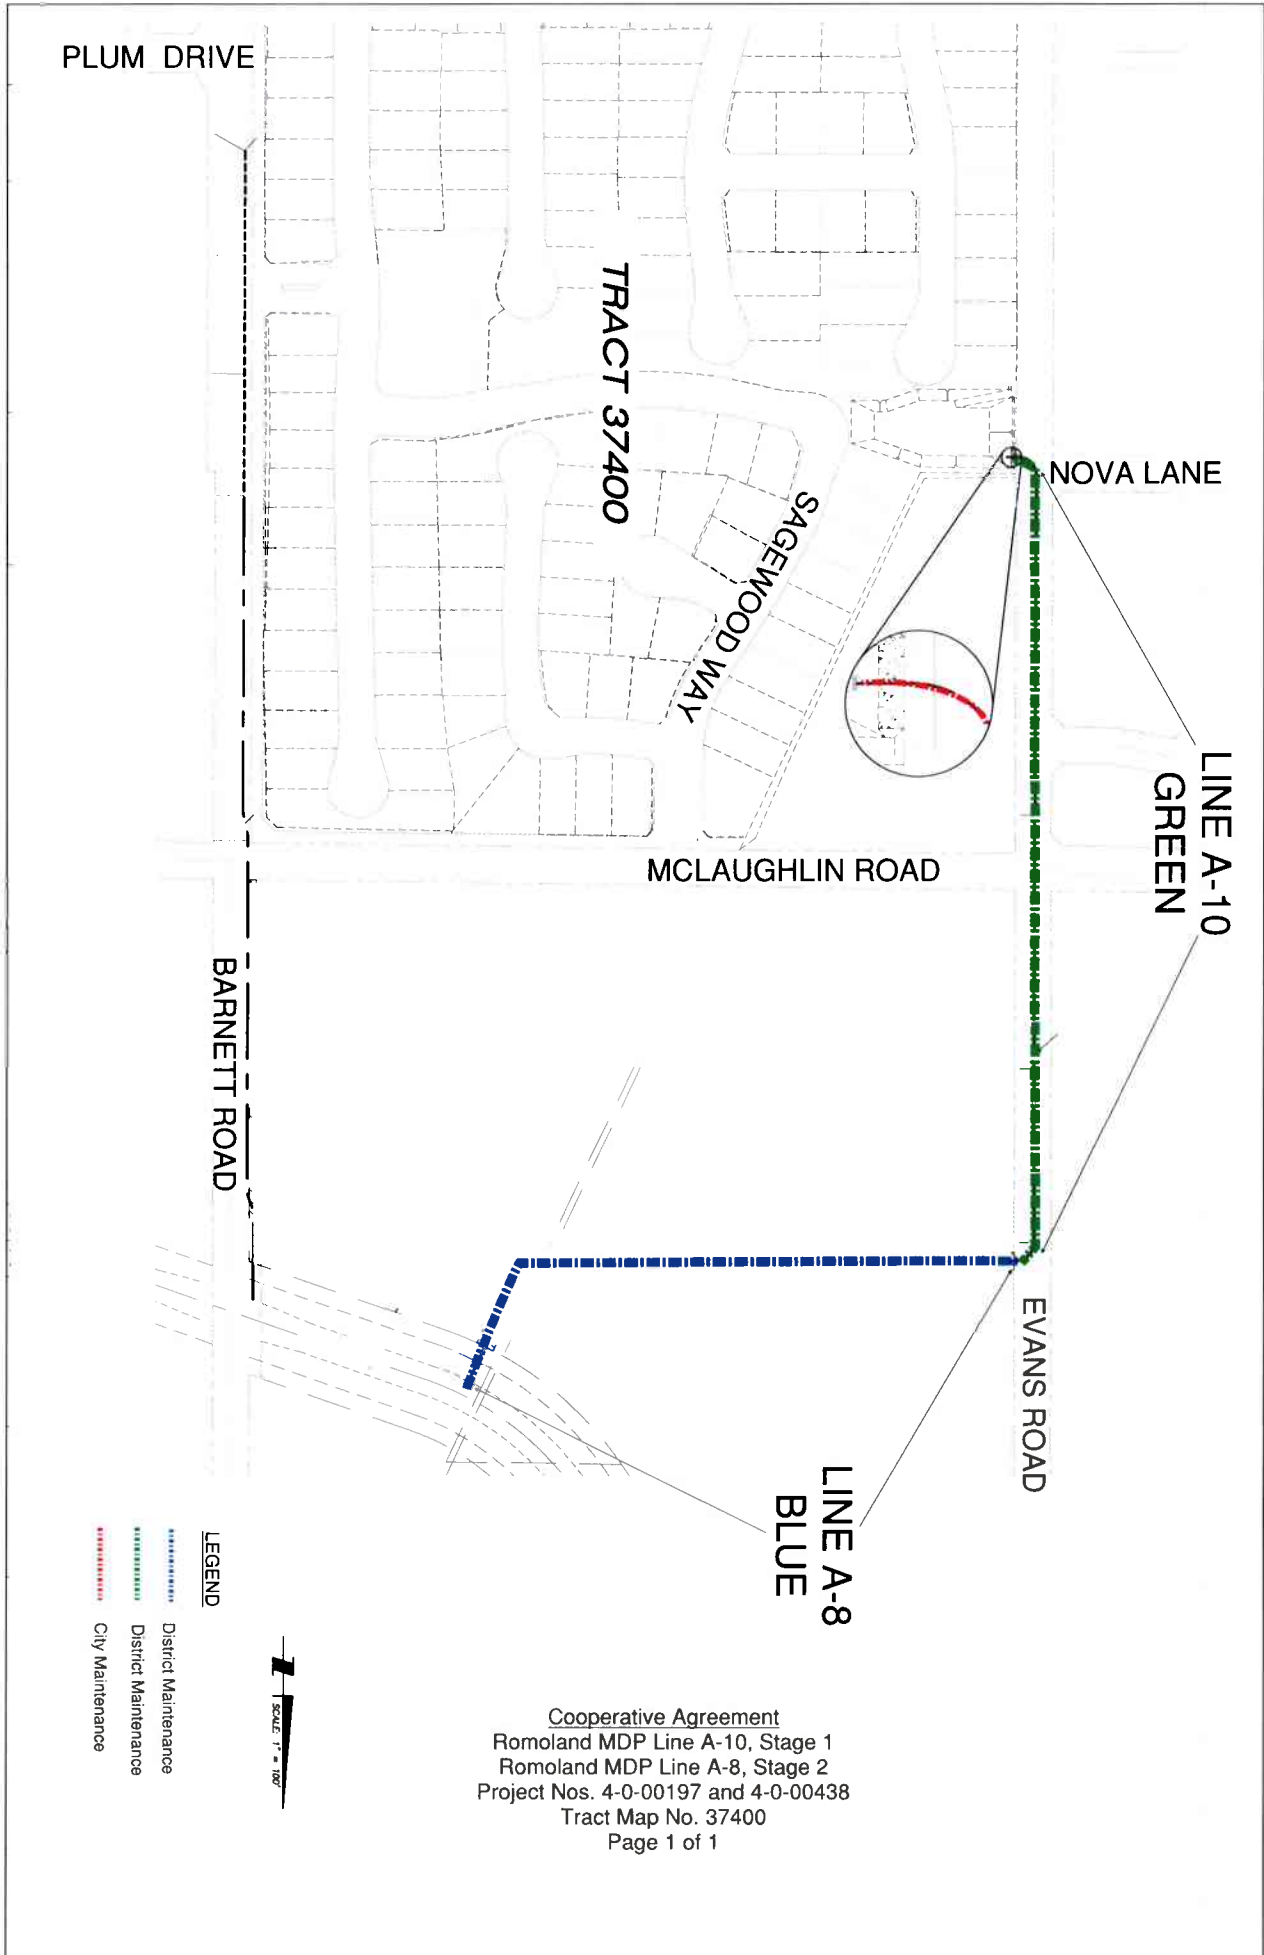 PLUM DRIVE
TRACT 37400
NOVA LANE
SAGEWOOD WAY
LINE A-10
GREEN
MCLAUGHLIN ROAD
BARNETT ROAD
EVANS ROAD
LINE A-8
BLUE
LEGEND
District Maintenance
District Maintenance
City Maintenance
SCALE: 1" = 100'
Cooperative Agreement
Romoland MDP Line A-10, Stage 1
Romoland MDP Line A-8, Stage 2
Project Nos. 4-0-00197 and 4-0-00438
Tract Map No. 37400
Page 1 of 1